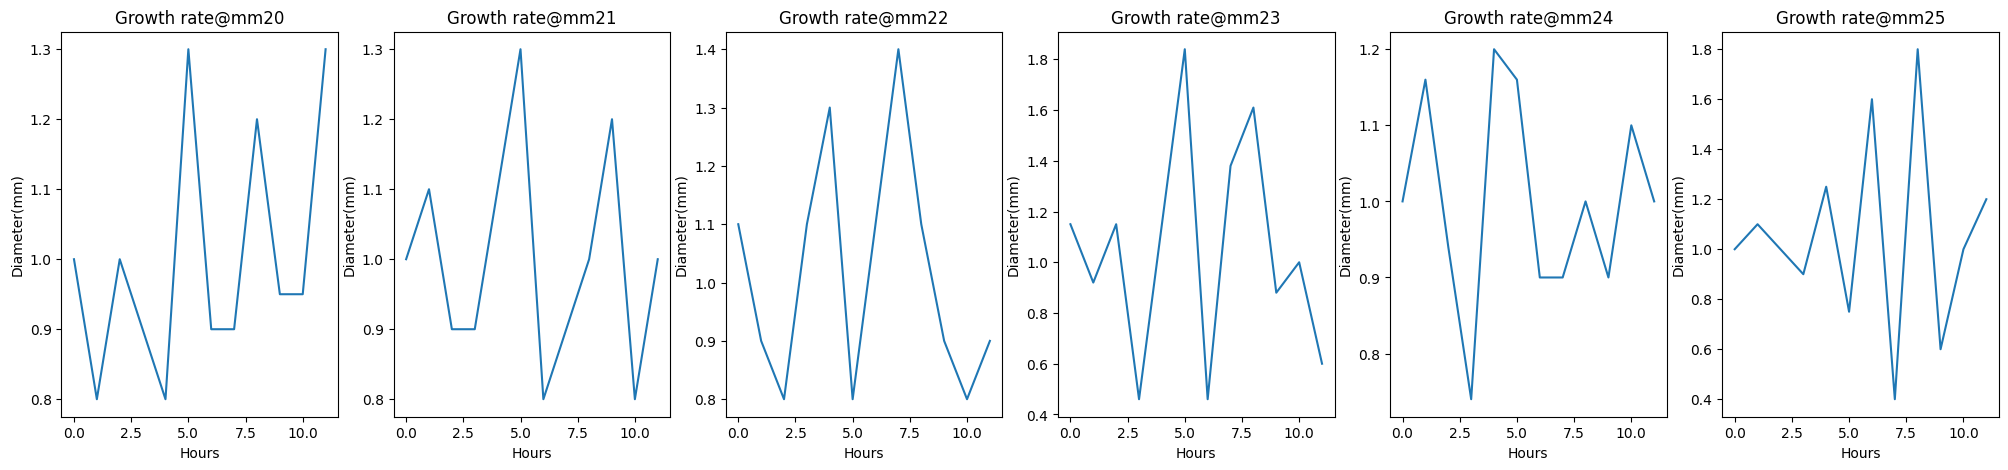 Growth rate@mm20
1.3
1.2
1.1
1.0
0.9
0.8
Diameter(mm)
0.0 2.5 5.0 7.5 10.0
Hours
Growth rate@mm21
1.3
1.2
1.1
1.0
0.9
0.8
Diameter(mm)
0.0 2.5 5.0 7.5 10.0
Hours
Growth rate@mm22
1.4
1.3
1.2
1.1
1.0
0.9
0.8
Diameter(mm)
0.0 2.5 5.0 7.5 10.0
Hours
Growth rate@mm23
1.8
1.6
1.4
1.2
1.0
0.8
0.6
0.4
Diameter(mm)
0.0 2.5 5.0 7.5 10.0
Hours
Growth rate@mm24
1.2
1.1
1.0
0.9
0.8
Diameter(mm)
0.0 2.5 5.0 7.5 10.0
Hours
Growth rate@mm25
1.8
1.6
1.4
1.2
1.0
0.8
0.6
0.4
Diameter(mm)
0.0 2.5 5.0 7.5 10.0
Hours